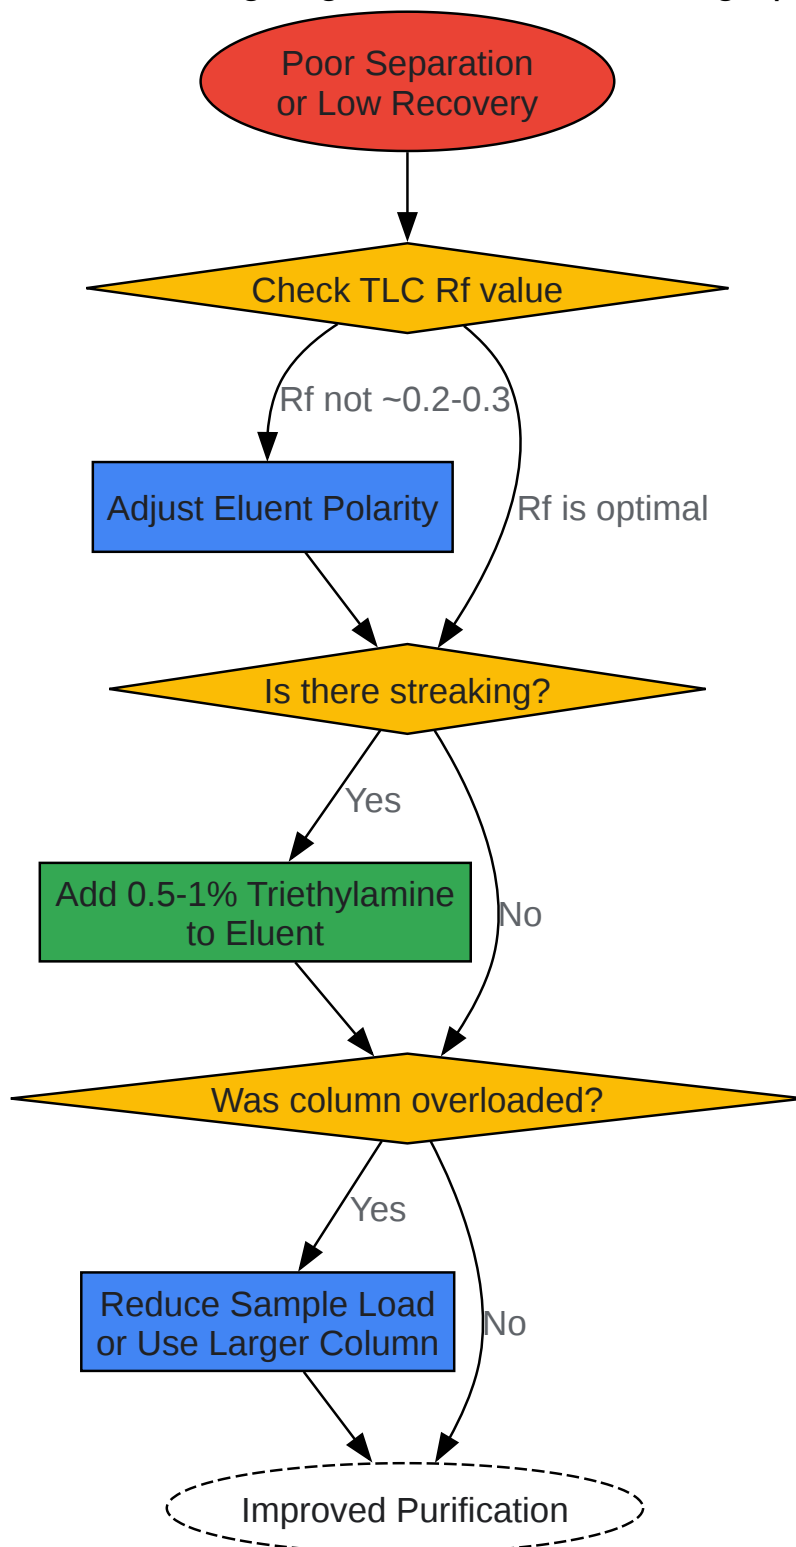 Poor Separation
or Low Recovery
Check TLC Rf value
Rf not ~0.2-0.3
Adjust Eluent Polarity
Rf is optimal
Is there streaking?
Yes
Add 0.5-1% Triethylamine
to Eluent
No
Was column overloaded?
Yes
Reduce Sample Load
or Use Larger Column
No
Improved Purification